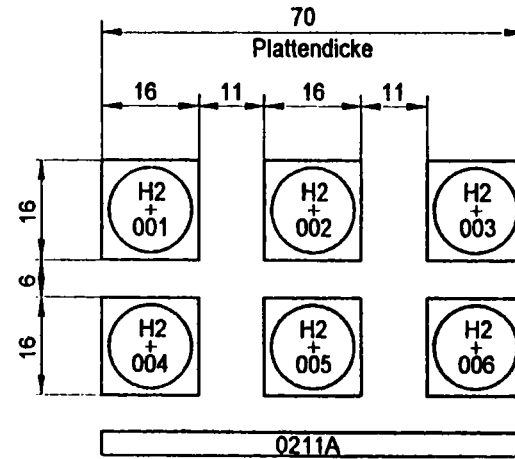 70
Plattendicke
16 11 16 11
16
H2
+
001
H2
+
002
H2
+
003
6
16
H2
+
004
H2
+
005
H2
+
006
0211A